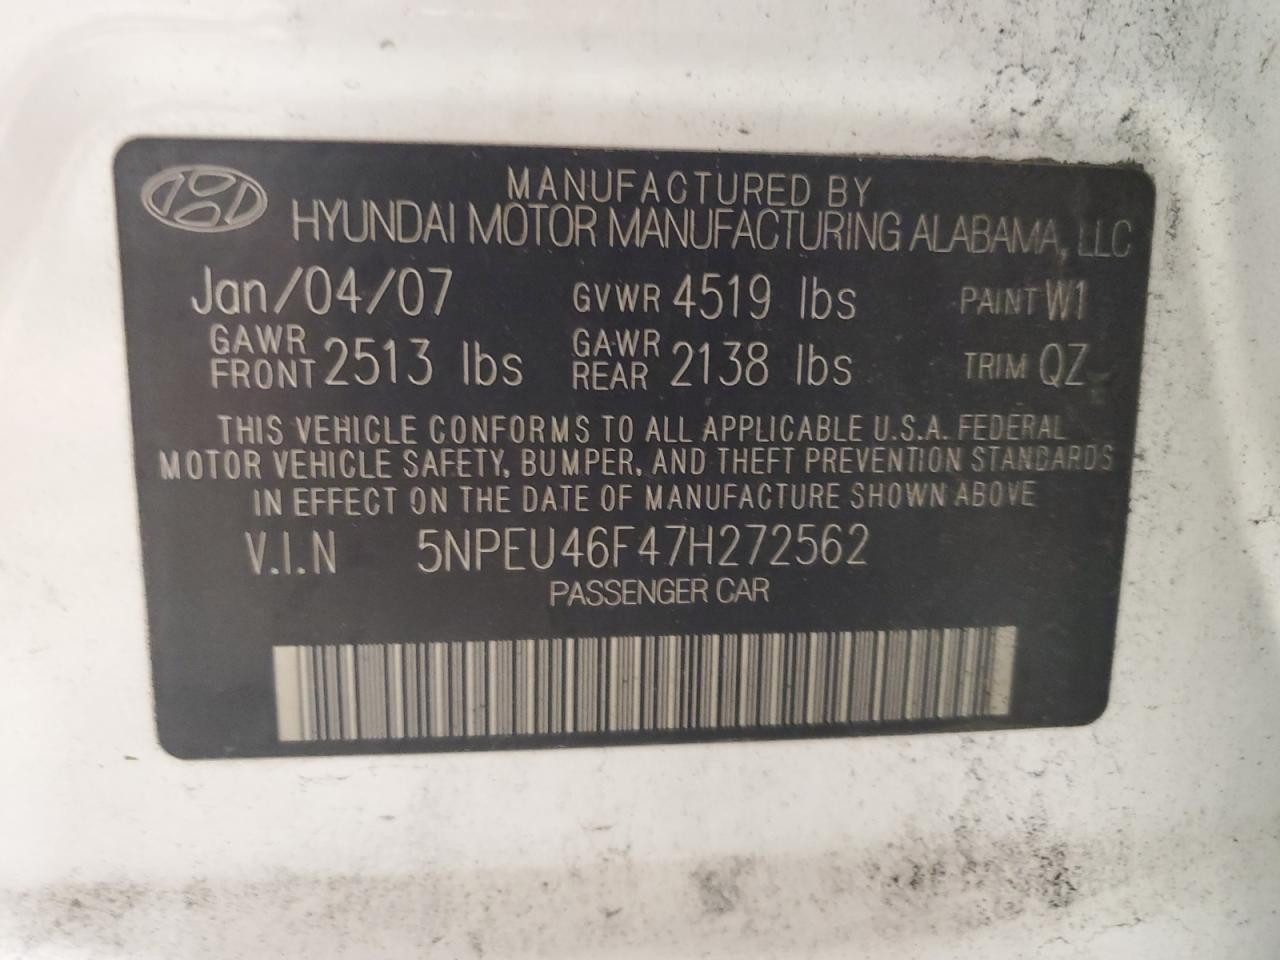 MANUFACTURED BY
HYUNDAI MOTOR MANUFACTURING ALABAMA, LLC
Jan/04/07 GVWR 4519 lbs PAINT W1
GAWR FRONT 2513 lbs GAWR REAR 2138 lbs TRIM QZ
THIS VEHICLE CONFORMS TO ALL APPLICABLE U.S.A. FEDERAL
MOTOR VEHICLE SAFETY, BUMPER, AND THEFT PREVENTION STANDARDS
IN EFFECT ON THE DATE OF MANUFACTURE SHOWN ABOVE
V.I.N 5NPEU46F47H272562
PASSENGER CAR